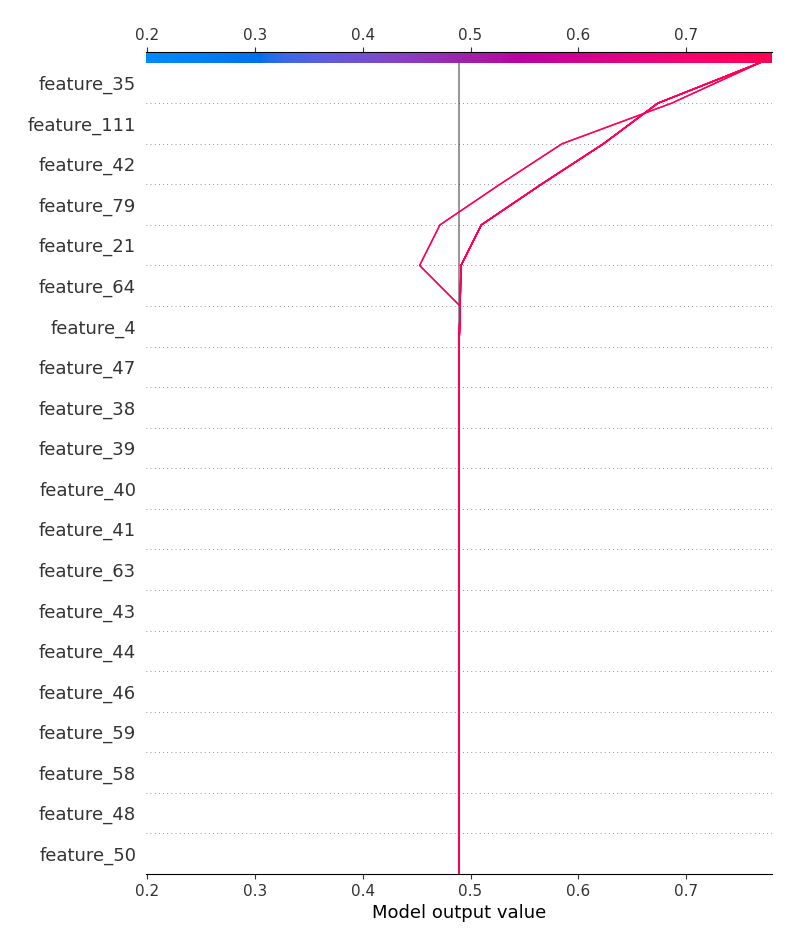 0.2 0.3 0.4 0.5 0.6 0.7
feature_35
feature_111
feature_42
feature_79
feature_21
feature_64
feature_4
feature_47
feature_38
feature_39
feature_40
feature_41
feature_63
feature_43
feature_44
feature_46
feature_59
feature_58
feature_48
feature_50
0.2 0.3 0.4 0.5 0.6 0.7
Model output value